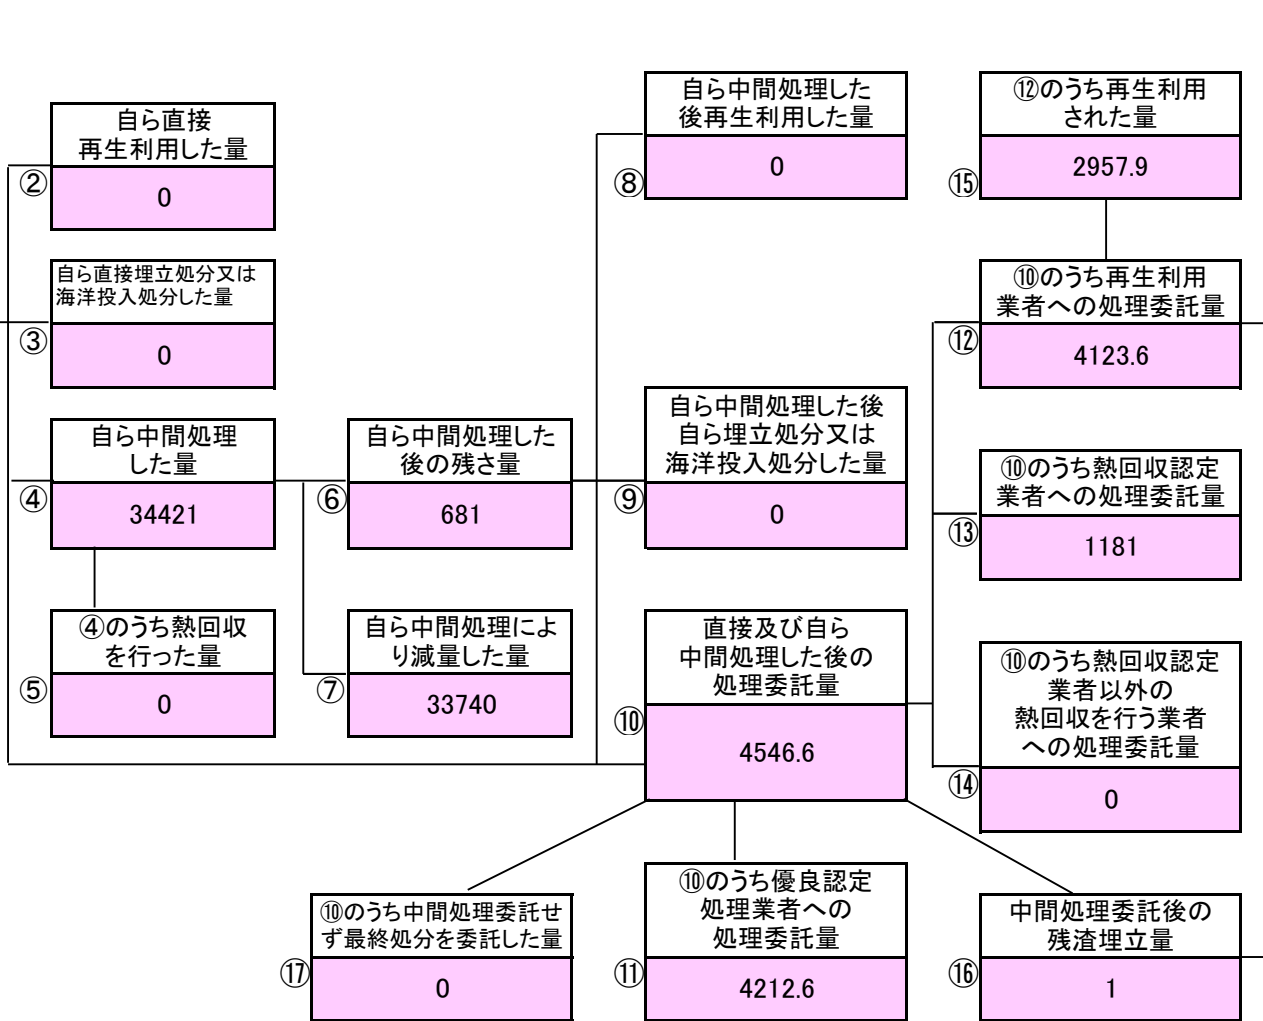 自ら直接
再生利用した量
②
0
自ら直接埋立処分又は
海洋投入処分した量
③
0
自ら中間処理
した量
④
34421
④のうち熱回収
を行った量
⑤
0
自ら中間処理した
後の残さ量
⑥
681
自ら中間処理によ
り減量した量
⑦
33740
自ら中間処理した
後再生利用した量
⑧
0
自ら中間処理した後
自ら埋立処分又は
海洋投入処分した量
⑨
0
直接及び自ら
中間処理した後の
処理委託量
⑩
4546.6
⑩のうち優良認定
処理業者への
処理委託量
⑪
4212.6
⑫のうち再生利用
された量
⑮
2957.9
⑩のうち再生利用
業者への処理委託量
⑫
4123.6
⑩のうち熱回収認定
業者への処理委託量
⑬
1181
⑩のうち熱回収認定
業者以外の
熱回収を行う業者
への処理委託量
⑭
0
⑩のうち中間処理委託せ
ず最終処分を委託した量
⑰
0
中間処理委託後の
残渣埋立量
⑯
1